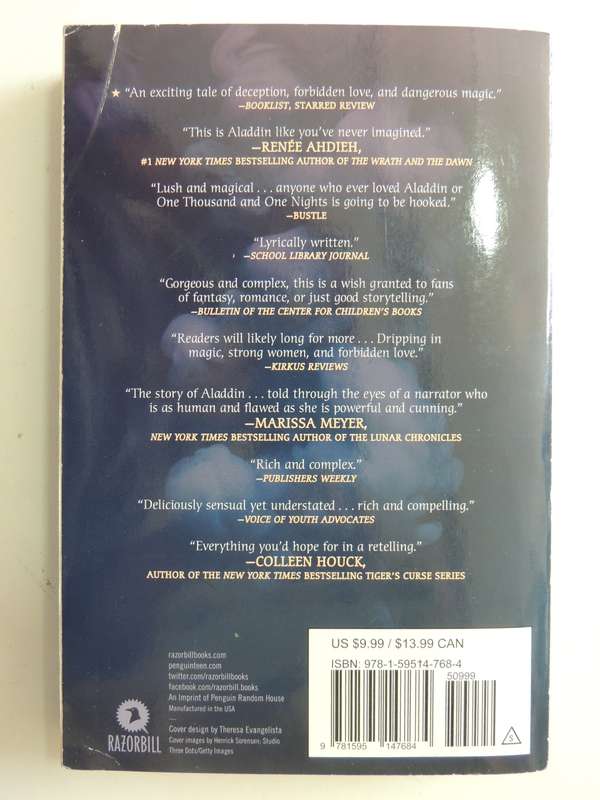 ★ “An exciting tale of deception, forbidden love, and dangerous magic.”
—BOOKLIST, STARRED REVIEW
“This is Aladdin like you’ve never imagined.”
—RENÉE AHDIEH,
#1 NEW YORK TIMES BESTSELLING AUTHOR OF THE WRATH AND THE DAWN
“Lush and magical . . . anyone who ever loved Aladdin or
One Thousand and One Nights is going to be hooked.”
—BUSTLE
“Lyrically written.”
—SCHOOL LIBRARY JOURNAL
“Gorgeous and complex, this is a wish granted to fans
of fantasy, romance, or just good storytelling.”
—BULLETIN OF THE CENTER FOR CHILDREN’S BOOKS
“Readers will likely long for more . . . Dripping in
magic, strong women, and forbidden love.”
—KIRKUS REVIEWS
“The story of Aladdin . . . told through the eyes of a narrator who
is as human and flawed as she is powerful and cunning.”
—MARISSA MEYER,
NEW YORK TIMES BESTSELLING AUTHOR OF THE LUNAR CHRONICLES
“Rich and complex.”
—PUBLISHERS WEEKLY
“Deliciously sensual yet understated . . . rich and compelling.”
—VOICE OF YOUTH ADVOCATES
“Everything you’d hope for in a retelling.”
—COLLEEN HOUCK,
AUTHOR OF THE NEW YORK TIMES BESTSELLING TIGER’S CURSE SERIES
razorbillbooks.com
penguinteen.com
twitter.com/razorbillbooks
facebook.com/razorbill.books
An Imprint of Penguin Random House
Manufactured in the USA
Cover design by Theresa Evangelista
Cover images by Henrick Sorensen; Studio
Three Dots/Getty Images
RAZORBILL
US $9.99 / $13.99 CAN
ISBN: 978-1-59514-768-4
50999
9 781595 147684
S